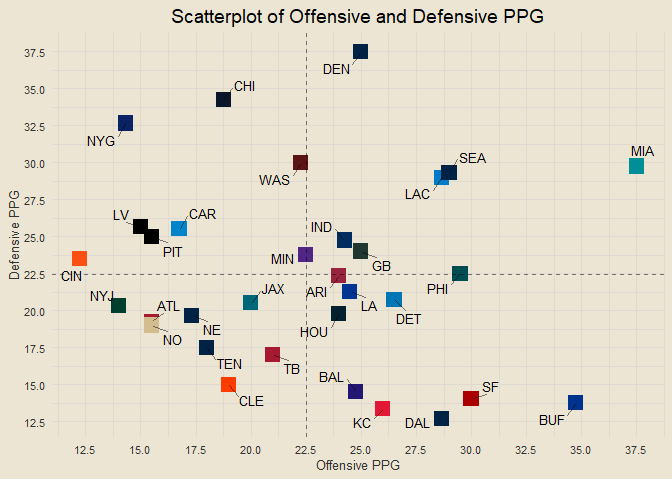 Scatterplot of Offensive and Defensive PPG
37.5
DEN
35.0
CHI
32.5
NYG
30.0
WAS
SEA
MIA
LAC
27.5
LV
CAR
25.0
PIT
IND
GB
Defensive PPG
CIN
MIN
22.5
ARI
PHI
20.0
NYJ
ATL
JAX
LA
NE
HOU
DET
NO
17.5
TEN
TB
15.0
CLE
BAL
SF
12.5
KC
DAL
BUF
12.5 15.0 17.5 20.0 22.5 25.0 27.5 30.0 32.5 35.0 37.5
Offensive PPG